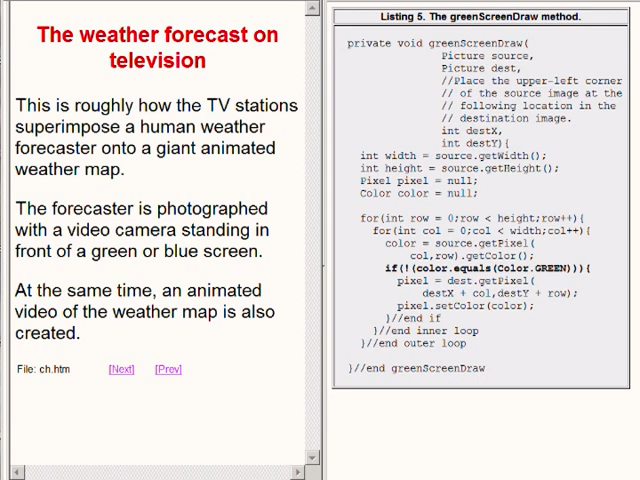 The weather forecast on
television
This is roughly how the TV stations
superimpose a human weather
forecaster onto a giant animated
weather map.
The forecaster is photographed
with a video camera standing in
front of a green or blue screen.
At the same time, an animated
video of the weather map is also
created.
File: ch.htm [Next] [Prev]
Listing 5. The greenScreenDraw method.
private void greenScreenDraw(
Picture source,
Picture dest,
//Place the upper-left corner
// of the source image at the
// following location in the
// destination image.
int destX,
int destY){
int width = source.getWidth();
int height = source.getHeight();
Pixel pixel = null;
Color color = null;
for(int row = 0;row < height;row++){
for(int col = 0;col < width;col++){
color = source.getPixel(
col,row).getColor();
if(!(color.equals(Color.GREEN))){
pixel = dest.getPixel(
destX + col,destY + row);
pixel.setColor(color);
}//end if
}//end inner loop
}//end outer loop
}//end greenScreenDraw